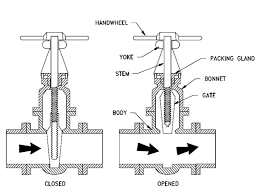 HANDWHEEL
YOKE
STEM
PACKING GLAND
BONNET
GATE
BODY
CLOSED
OPENED